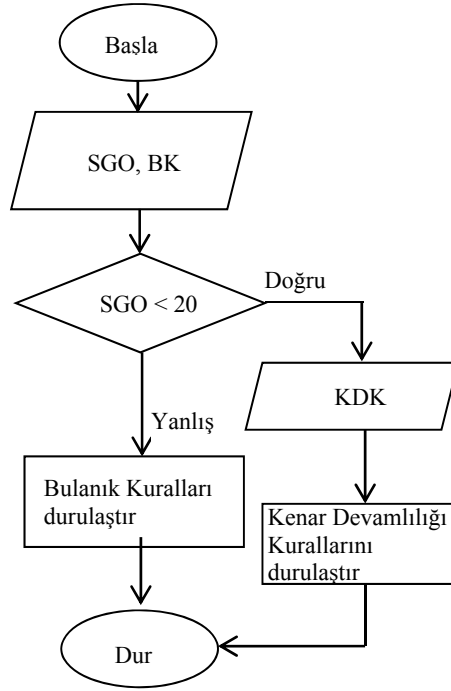 Başla
SGO, BK
SGO < 20
Doğru
KDK
Yanlış
Bulanık Kuralları
durulaştır
Kenar Devamlılığı
Kurallarını
durulaştır
Dur